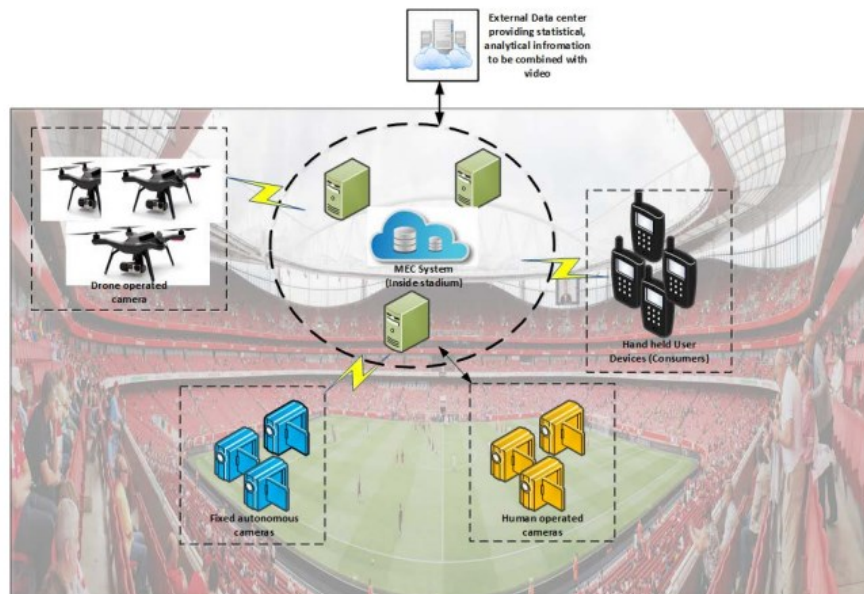 External Data center
providing statistical,
analytical infromation
to be combined with
video
Drone operated
camera
MEC System
(Inside stadium)
Hand held User
Devices (Consumers)
Fixed autonomous
cameras
Human operated
cameras